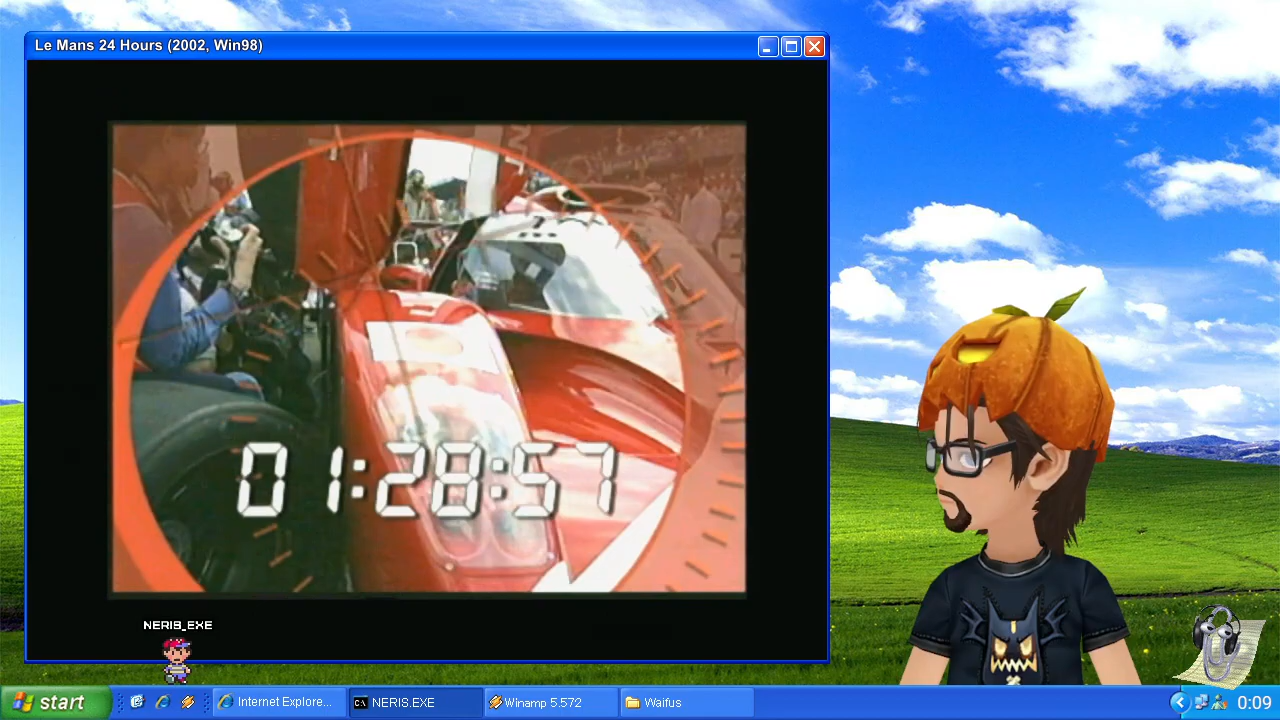 Le Mans 24 Hours (2002, Win98)
01:28:57
NERIS_EXE
start
Internet Explore...
C:\
NERIS.EXE
Winamp 5.572
Waifus
0:09